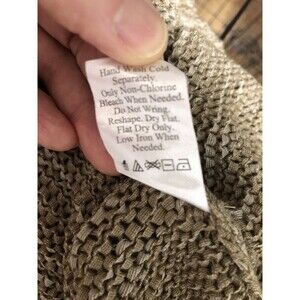 Hand Wash Cold
Separately.
Only Non-Chlorine
Bleach When Needed.
Do Not Wring.
Reshape. Dry Flat.
Flat Dry Only.
Low Iron When
Needed.